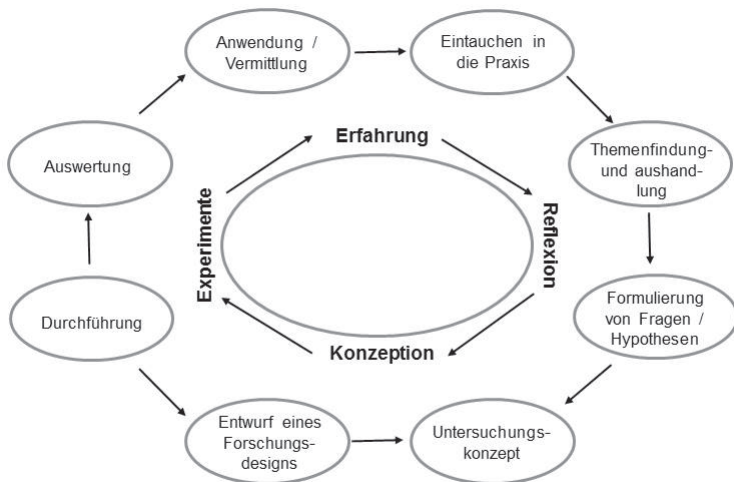 Anwendung /
Vermittlung
Eintauchen in
die Praxis
Themenfindung-
und aushand-
lung
Formulierung
von Fragen /
Hypothesen
Untersuchungs-
konzept
Entwurf eines
Forschungs-
designs
Durchführung
Auswertung
Erfahrung
Reflexion
Konzeption
Experimente